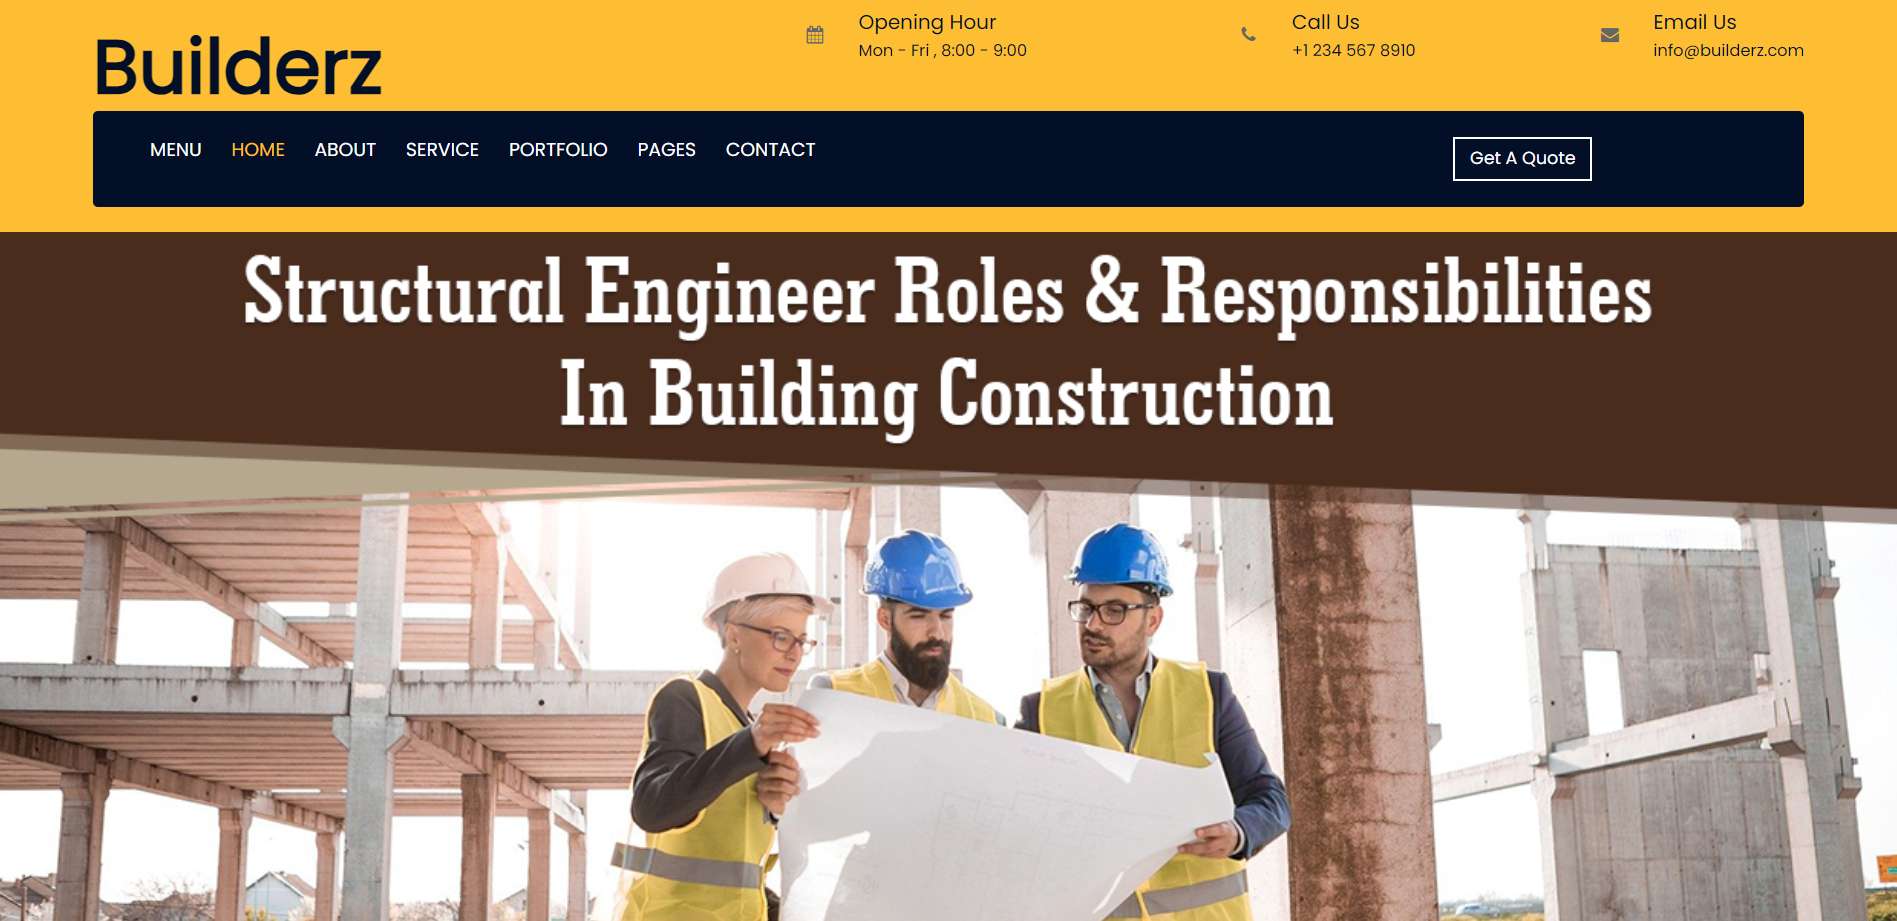 Builderz
Opening Hour
Mon - Fri , 8:00 - 9:00
Call Us
+1 234 567 8910
Email Us
info@builderz.com
MENU HOME ABOUT SERVICE PORTFOLIO PAGES CONTACT
Get A Quote
Structural Engineer Roles & Responsibilities
In Building Construction